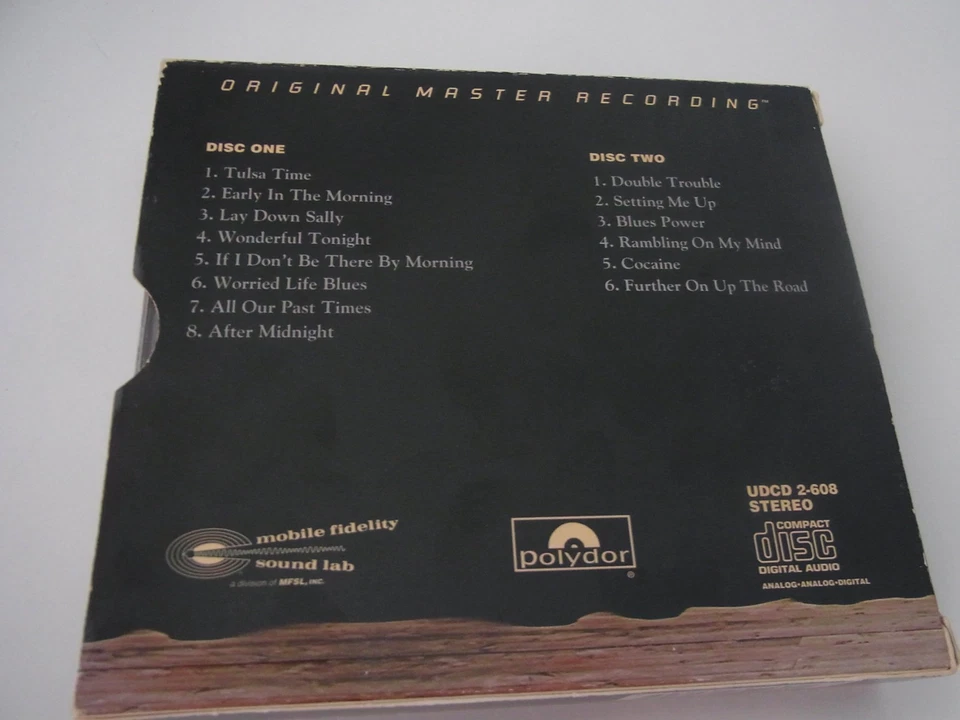 ORIGINAL MASTER RECORDING™
DISC ONE
1. Tulsa Time
2. Early In The Morning
3. Lay Down Sally
4. Wonderful Tonight
5. If I Don't Be There By Morning
6. Worried Life Blues
7. All Our Past Times
8. After Midnight
DISC TWO
1. Double Trouble
2. Setting Me Up
3. Blues Power
4. Rambling On My Mind
5. Cocaine
6. Further On Up The Road
mobile fidelity
sound lab
a division of MFSL, INC.
polydor®
UDCD 2-608
STEREO
COMPACT
disc
DIGITAL AUDIO
ANALOG•ANALOG•DIGITAL